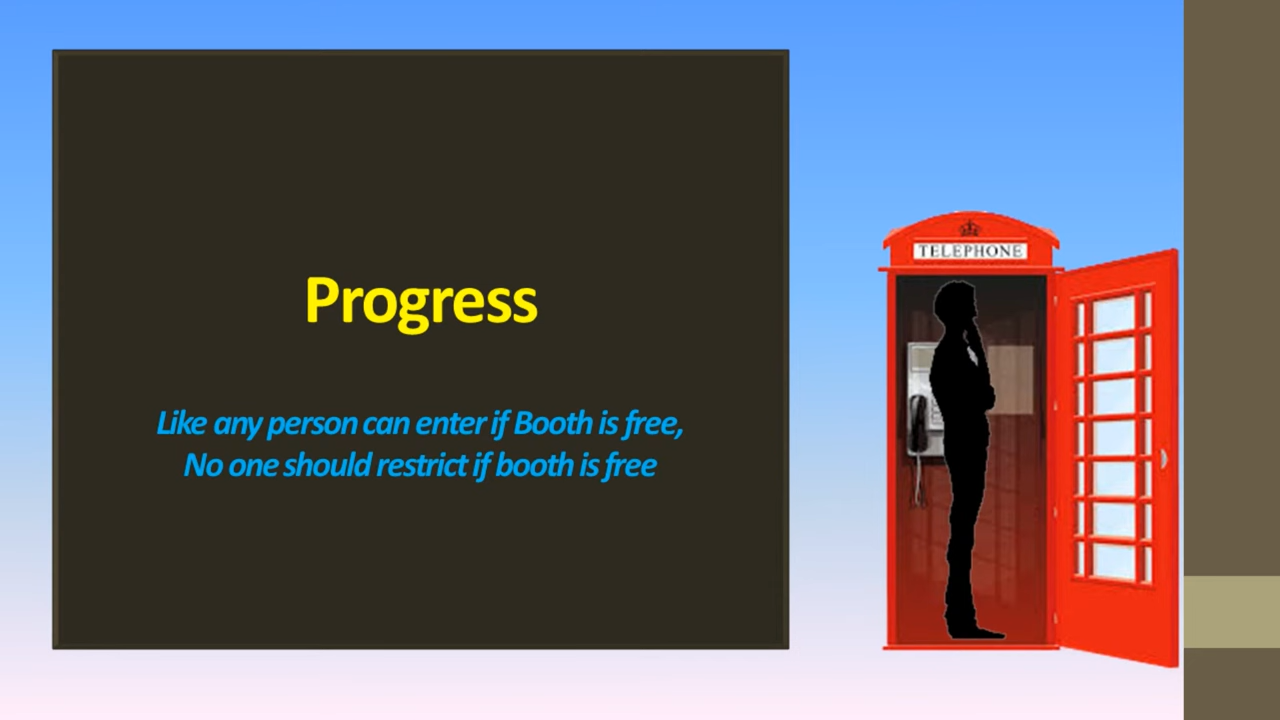 Progress
Like any person can enter if Booth is free,
No one should restrict if booth is free
TELEPHONE